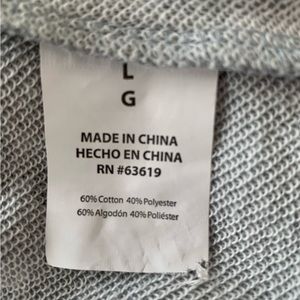 L
G
MADE IN CHINA
HECHO EN CHINA
RN #63619
60% Cotton 40% Polyester
60% Algodón 40% Poliéster